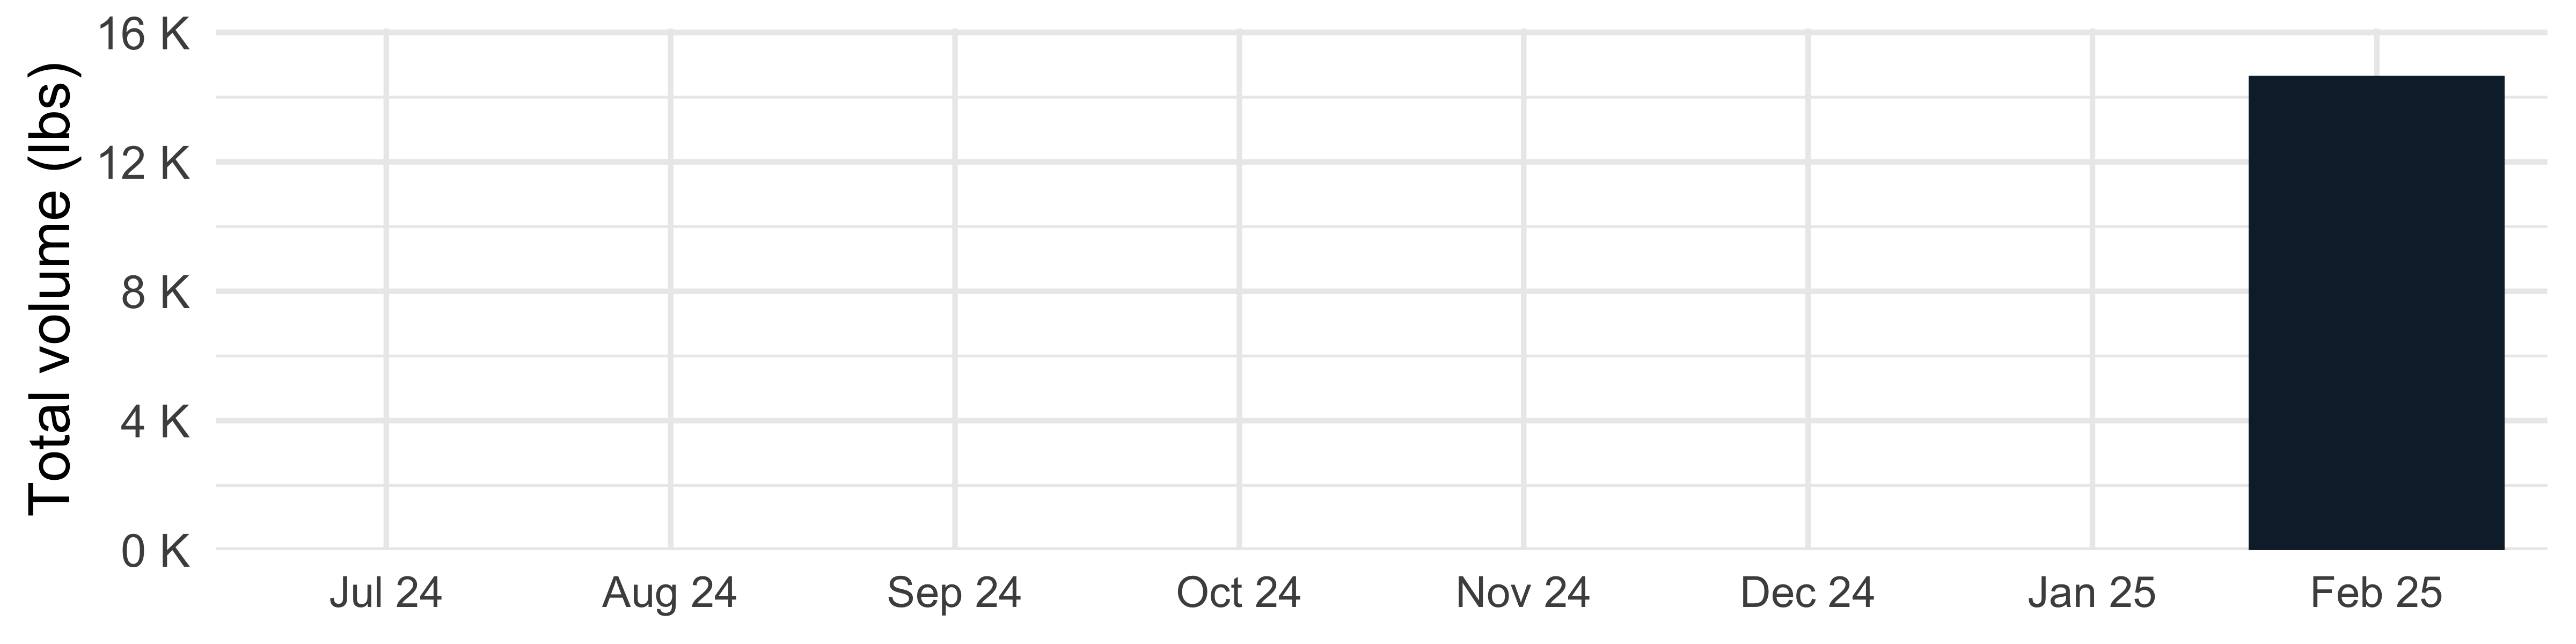 Total volume (lbs)
16 K
12 K
8 K
4 K
0 K
Jul 24
Aug 24
Sep 24
Oct 24
Nov 24
Dec 24
Jan 25
Feb 25